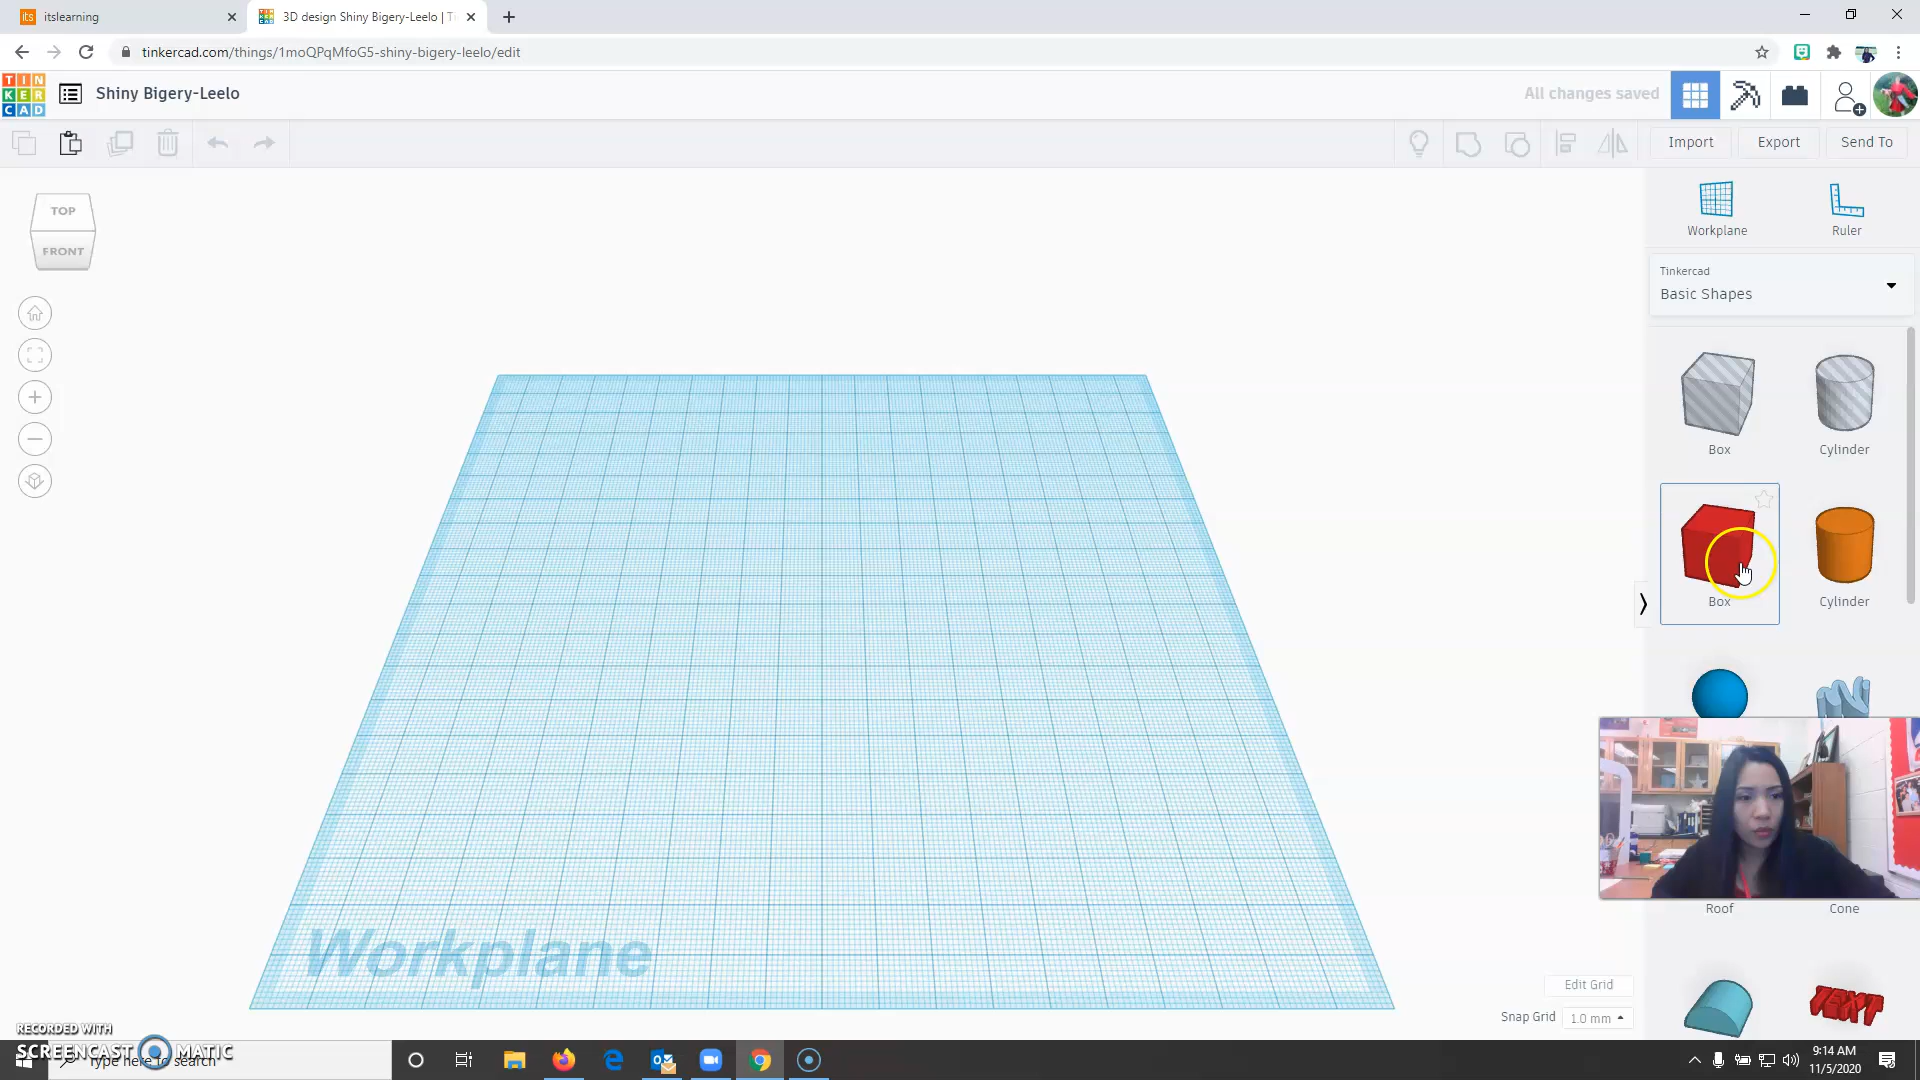 itslearning
3D design Shiny Bigery-Leelo | Ti
tinkercad.com/things/1moQPqMfoG5-shiny-bigery-leelo/edit
TIN
KER
CAD
Shiny Bigery-Leelo
All changes saved
Import
Export
Send To
TOP
FRONT
Workplane
Ruler
Tinkercad
Basic Shapes
Box
Cylinder
Box
Cylinder
Roof
Cone
TEXT
Workplane
Edit Grid
Snap Grid
1.0 mm
RECORDED WITH
SCREENCAST MATIC
Type here to search
9:14 AM
11/5/2020